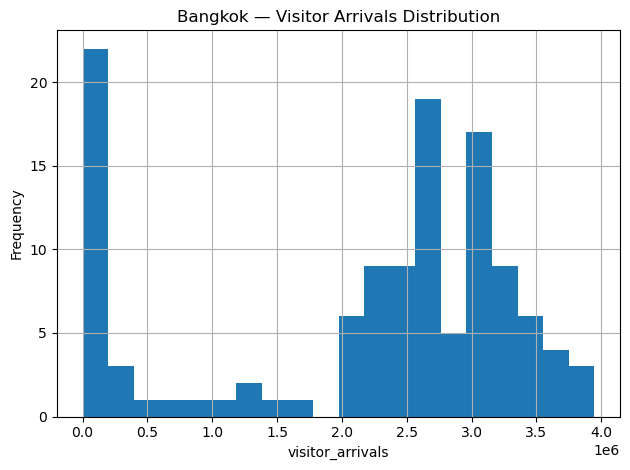 Bangkok — Visitor Arrivals Distribution
Frequency
20
15
10
5
0
0.0 0.5 1.0 1.5 2.0 2.5 3.0 3.5 4.0
1e6
visitor_arrivals